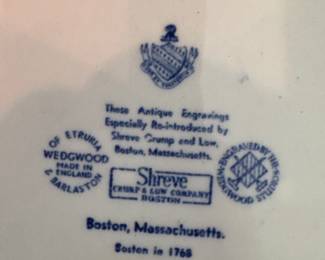 These Antique Engravings
Especially Re-introduced by
Shreve Crump and Low,
Boston, Massachusetts.
OF ETRURIA
WEDGWOOD
MADE IN
ENGLAND
& BARLASTON
Shreve
CRUMP & LOW COMPANY
BOSTON
ENGRAVED BY THE
WEDGWOOD
Boston, Massachusetts.
Boston in 1768